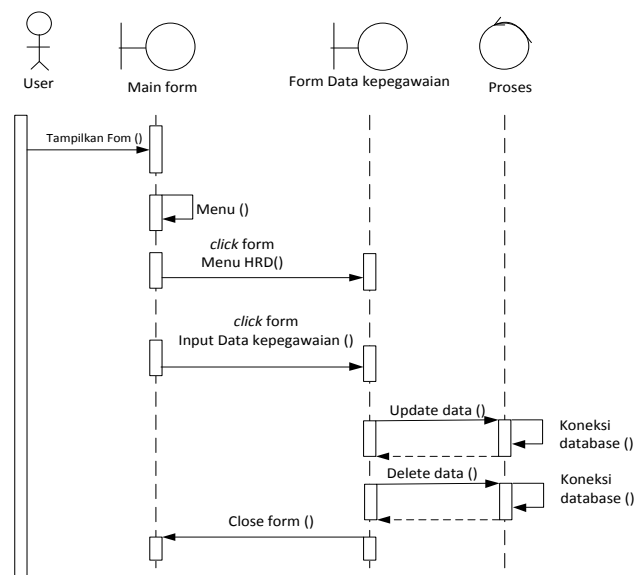 User
Main form
Form Data kepegawaian
Proses
Tampilkan Fom ()
Menu ()
click form
Menu HRD()
click form
Input Data kepegawaian ()
Update data ()
Koneksi
database ()
Delete data ()
Koneksi
database ()
Close form ()